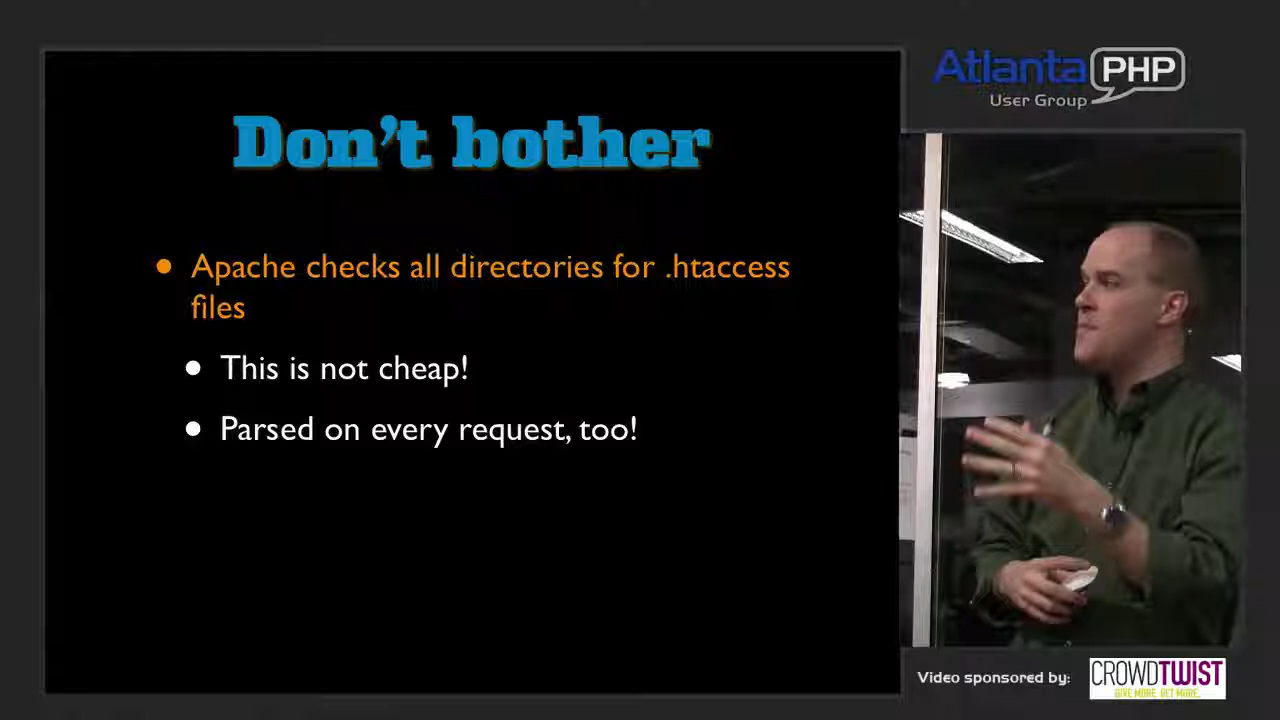 Don't bother
Apache checks all directories for .htaccess
files
This is not cheap!
Parsed on every request, too!
Atlanta PHP
User Group
Video sponsored by:
CROWDTWIST
GIVE MORE. GET MORE.